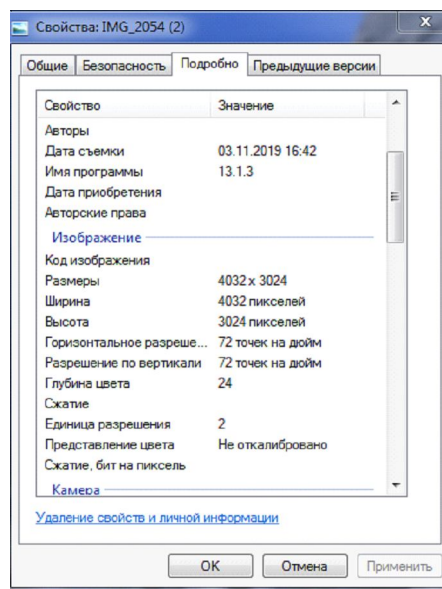 Свойства: IMG_2054 (2)
x
Общие Безопасность Подробно Предыдущие версии
Свойство Значение
Авторы
Дата съемки 03.11.2019 16:42
Имя программы 13.1.3
Дата приобретения
Авторские права
Изображение
Код изображения
Размеры 4032 x 3024
Ширина 4032 пикселей
Высота 3024 пикселей
Горизонтальное разреше... 72 точек на дюйм
Разрешение по вертикали 72 точек на дюйм
Глубина цвета 24
Сжатие
Единица разрешения 2
Представление цвета Не откалибровано
Сжатие, бит на пиксель
Камера
Удаление свойств и личной информации
OK Отмена Применить